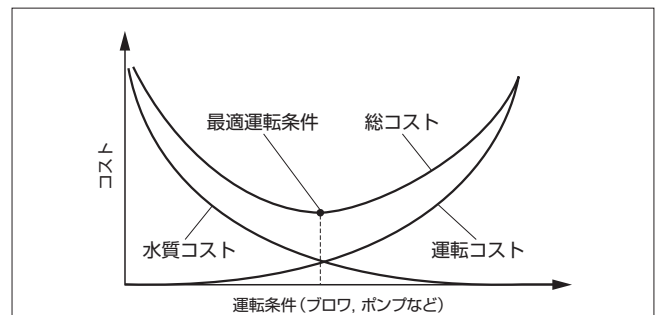 コスト
最適運転条件
総コスト
水質コスト
運転コスト
運転条件(ブロワ, ポンプなど)